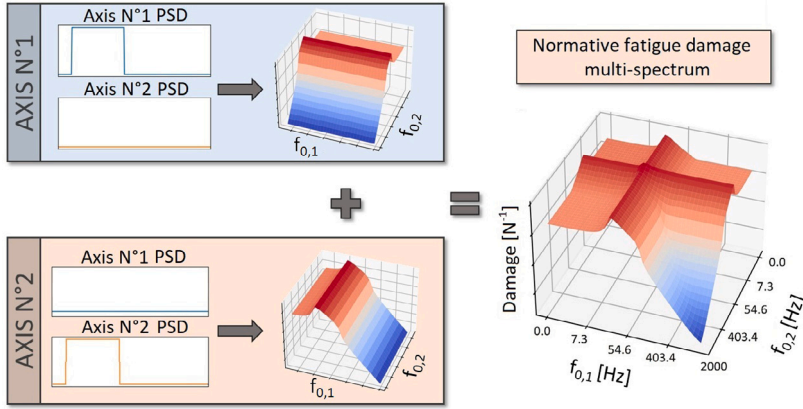 AXIS N°1
Axis N°1 PSD
Axis N°2 PSD
f0,1
f0,2
AXIS N°2
Axis N°1 PSD
Axis N°2 PSD
f0,1
f0,2
Normative fatigue damage
multi-spectrum
Damage [N⁻¹]
0.0
7.3
54.6
403.4
2000
f0,1 [Hz]
0.0
7.3
54.6
403.4
f0,2 [Hz]